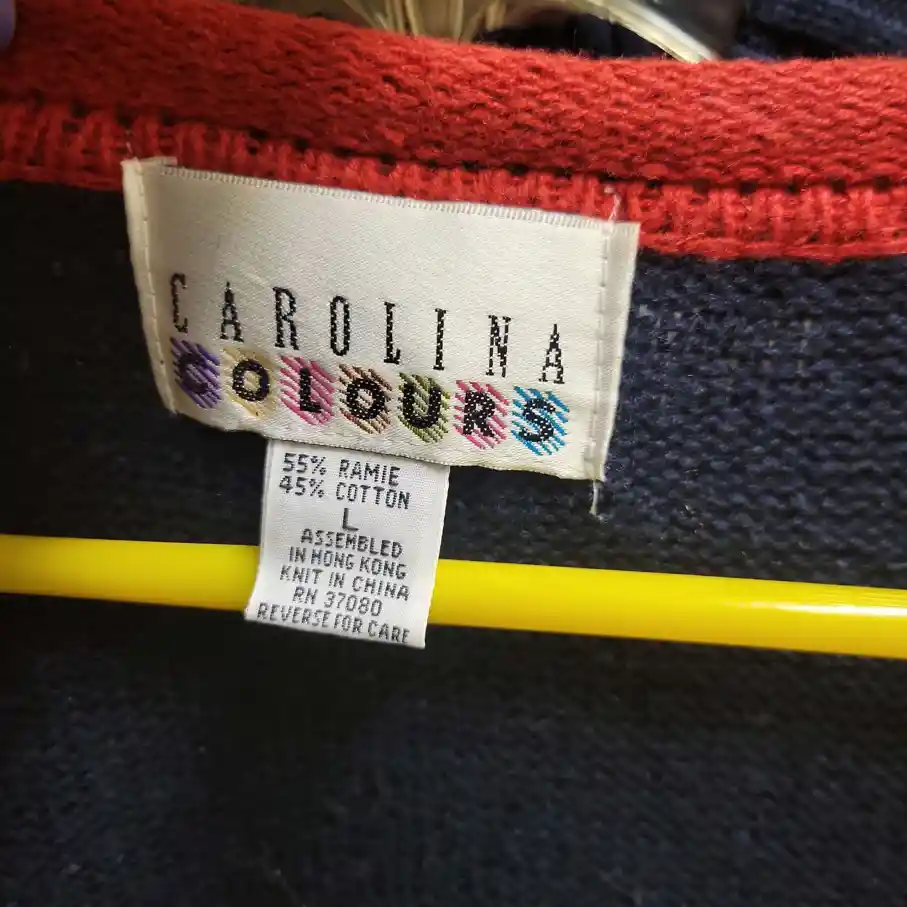 CAROLINA
COLOURS
55% RAMIE
45% COTTON
L
ASSEMBLED
IN HONG KONG
KNIT IN CHINA
RN 37080
REVERSE FOR CARE